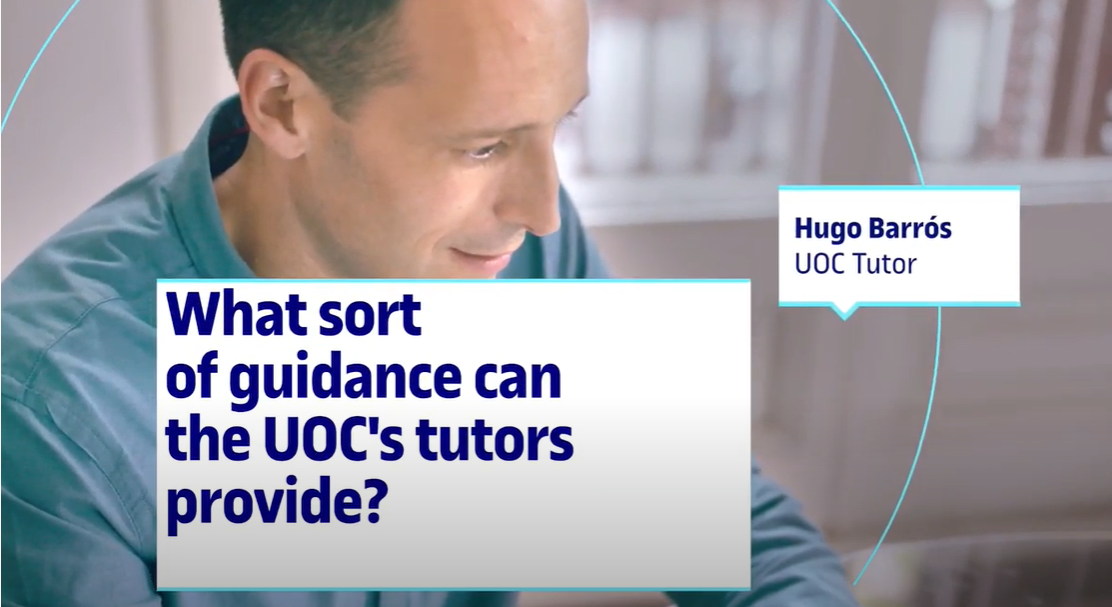 Hugo Barrós
UOC Tutor
What sort
of guidance can
the UOC's tutors
provide?